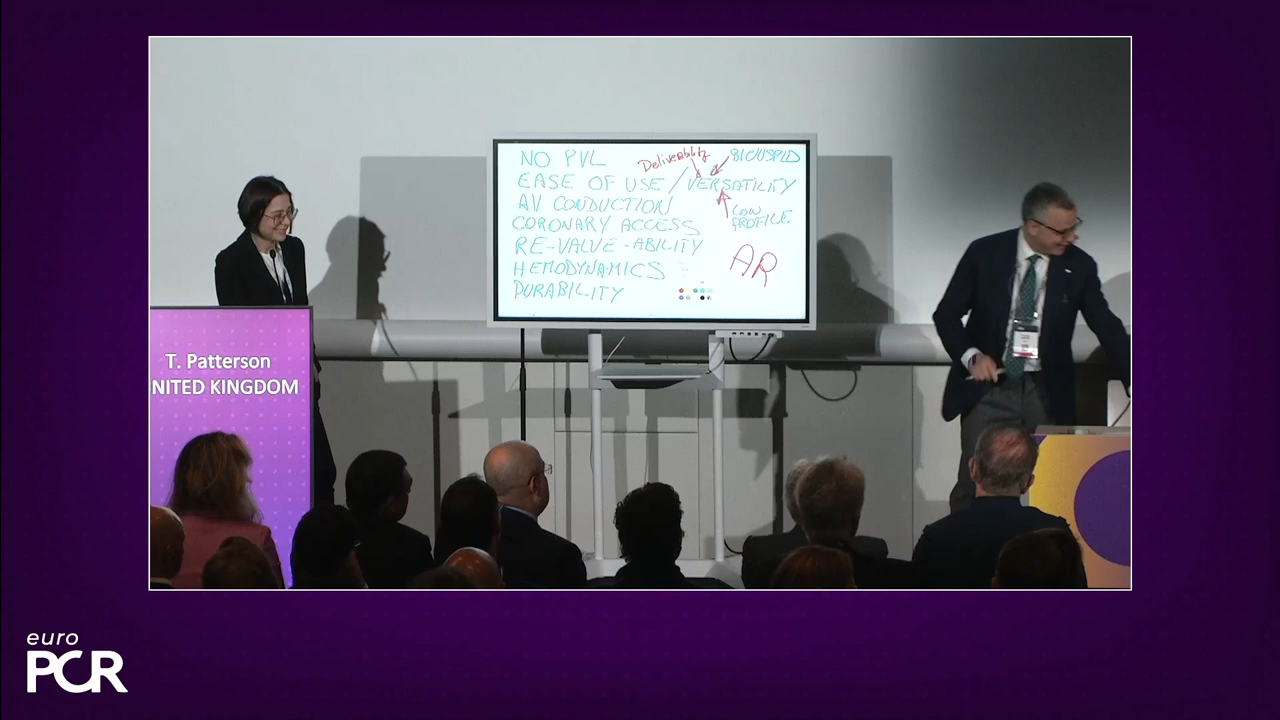 NO PVL
Deliverability
BICUSPID
EASE OF USE / VERSATILITY
AV CONDUCTION
LOW
PROFILE
CORONARY ACCESS
RE-VALVE-ABILITY
AR
HEMODYNAMICS
DURABILITY
T. Patterson
NITED KINGDOM
euro
PCR